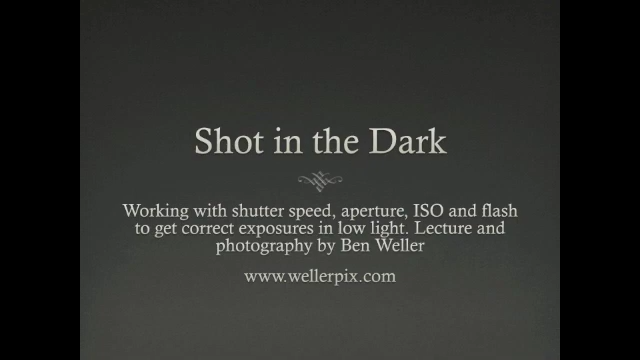 Shot in the Dark
Working with shutter speed, aperture, ISO and flash
to get correct exposures in low light. Lecture and
photography by Ben Weller
www.wellerpix.com